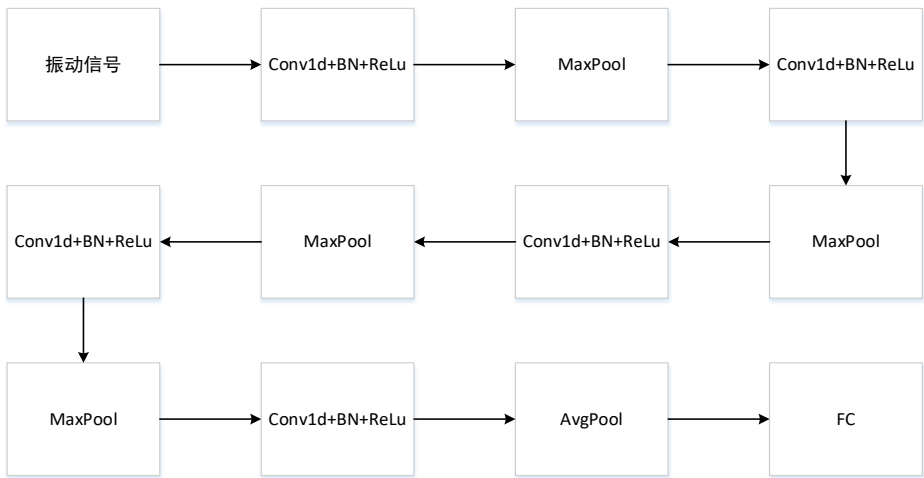 振动信号
Conv1d+BN+ReLu
MaxPool
Conv1d+BN+ReLu
MaxPool
Conv1d+BN+ReLu
MaxPool
Conv1d+BN+ReLu
MaxPool
Conv1d+BN+ReLu
AvgPool
FC